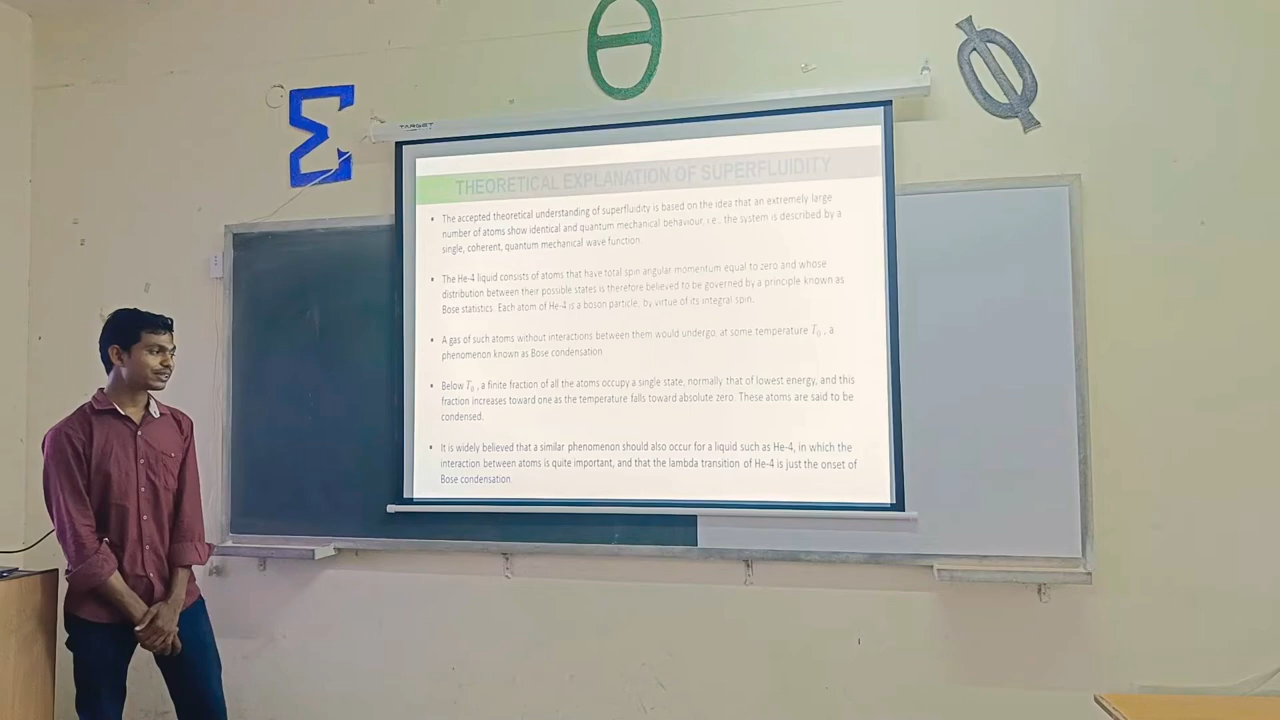 Σ
θ
Φ
TARGET
THEORETICAL EXPLANATION OF SUPERFLUIDITY
▪ The accepted theoretical understanding of superfluidity is based on the idea that an extremely large
number of atoms show identical and quantum mechanical behaviour, i.e., the system is described by a
single, coherent, quantum mechanical wave function.
▪ The He-4 liquid consists of atoms that have total spin angular momentum equal to zero and whose
distribution between their possible states is therefore believed to be governed by a principle known as
Bose statistics. Each atom of He-4 is a boson particle, by virtue of its integral spin.
▪ A gas of such atoms without interactions between them would undergo, at some temperature T₀ , a
phenomenon known as Bose condensation
▪ Below T₀ , a finite fraction of all the atoms occupy a single state, normally that of lowest energy, and this
fraction increases toward one as the temperature falls toward absolute zero. These atoms are said to be
condensed.
▪ It is widely believed that a similar phenomenon should also occur for a liquid such as He-4, in which the
interaction between atoms is quite important, and that the lambda transition of He-4 is just the onset of
Bose condensation.